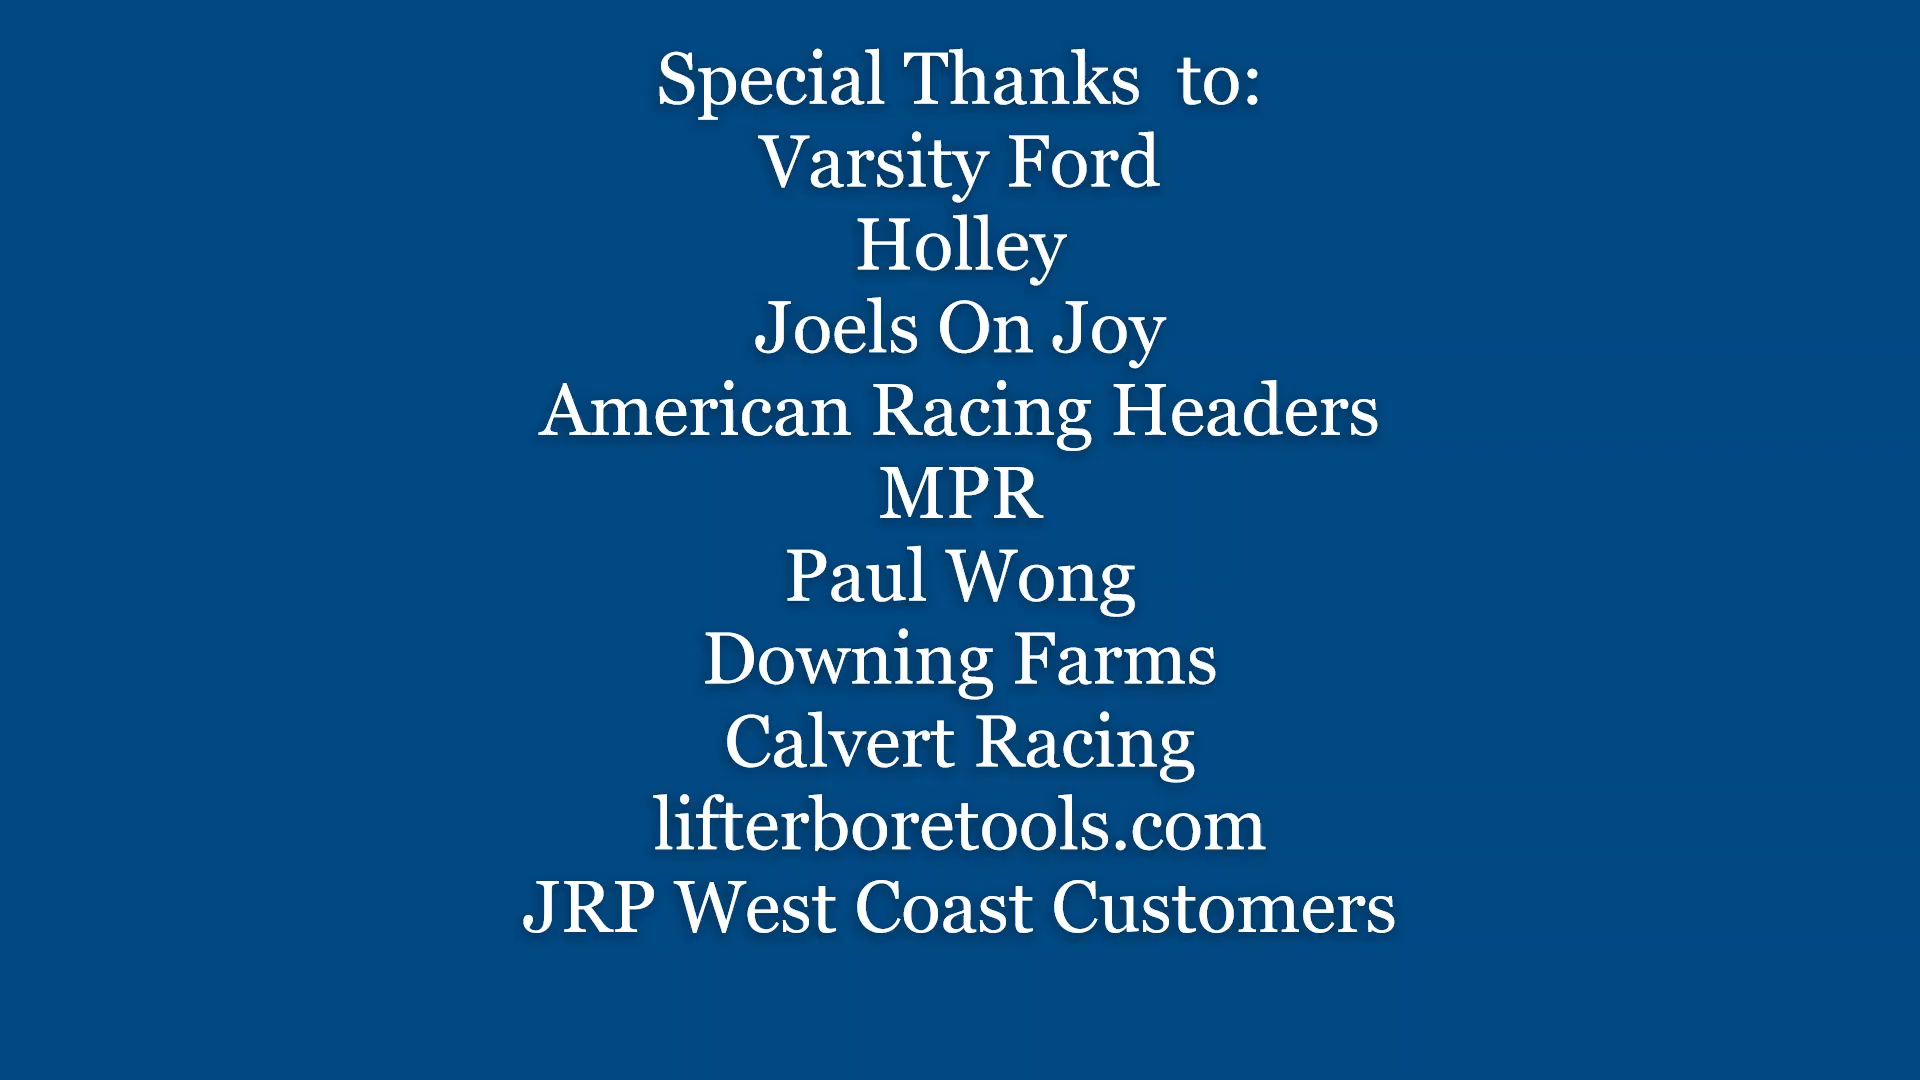 Special Thanks  to:
Varsity Ford
Holley
Joels On Joy
American Racing Headers
MPR
Paul Wong
Downing Farms
Calvert Racing
lifterboretools.com
JRP West Coast Customers